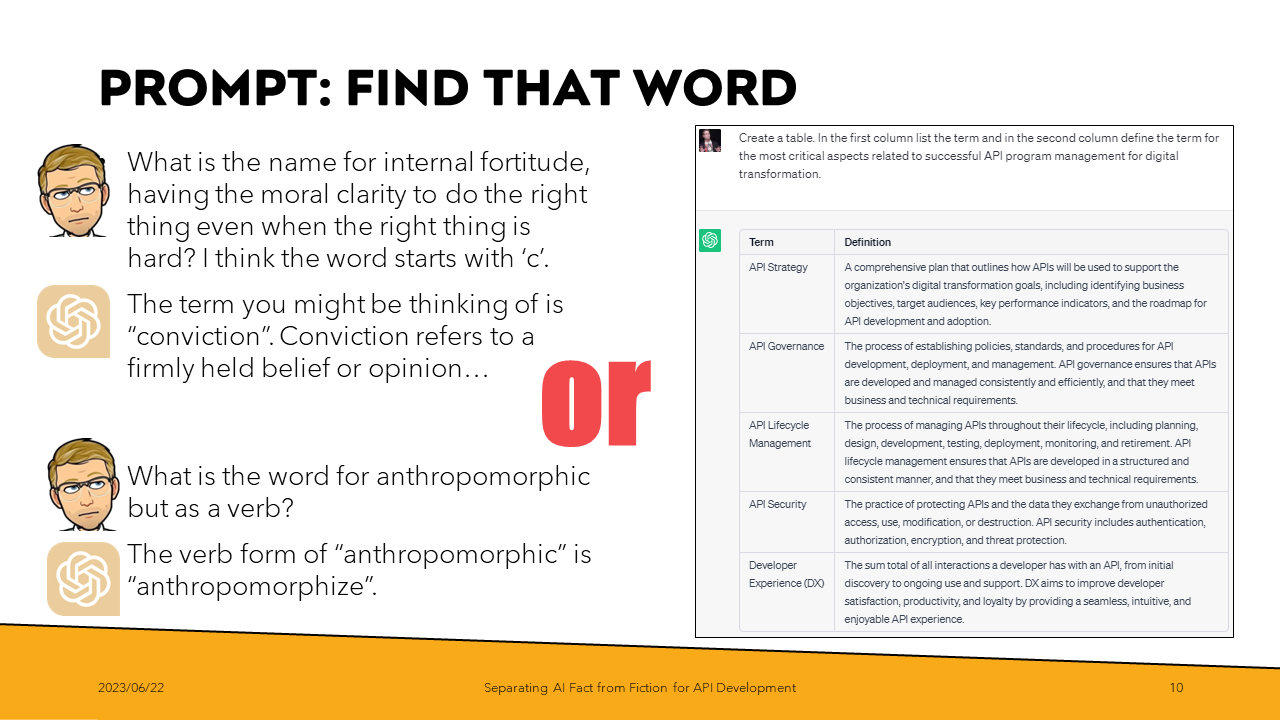 PROMPT: FIND THAT WORD
What is the name for internal fortitude,
having the moral clarity to do the right
thing even when the right thing is
hard? I think the word starts with ‘c’.
The term you might be thinking of is
“conviction”. Conviction refers to a
firmly held belief or opinion…
What is the word for anthropomorphic
but as a verb?
The verb form of “anthropomorphic” is
“anthropomorphize”.
or
Create a table. In the first column list the term and in the second column define the term for
the most critical aspects related to successful API program management for digital
transformation.
Term Definition
API Strategy A comprehensive plan that outlines how APIs will be used to support the
organization's digital transformation goals, including identifying business
objectives, target audiences, key performance indicators, and the roadmap for
API development and adoption.
API Governance The process of establishing policies, standards, and procedures for API
development, deployment, and management. API governance ensures that APIs
are developed and managed consistently and efficiently, and that they meet
business and technical requirements.
API Lifecycle The process of managing APIs throughout their lifecycle, including planning,
Management design, development, testing, deployment, monitoring, and retirement. API
lifecycle management ensures that APIs are developed in a structured and
consistent manner, and that they meet business and technical requirements.
API Security The practice of protecting APIs and the data they exchange from unauthorized
access, use, modification, or destruction. API security includes authentication,
authorization, encryption, and threat protection.
Developer The sum total of all interactions a developer has with an API, from initial
Experience (DX) discovery to ongoing use and support. DX aims to improve developer
satisfaction, productivity, and loyalty by providing a seamless, intuitive, and
enjoyable API experience.
2023/06/22 Separating AI Fact from Fiction for API Development 10